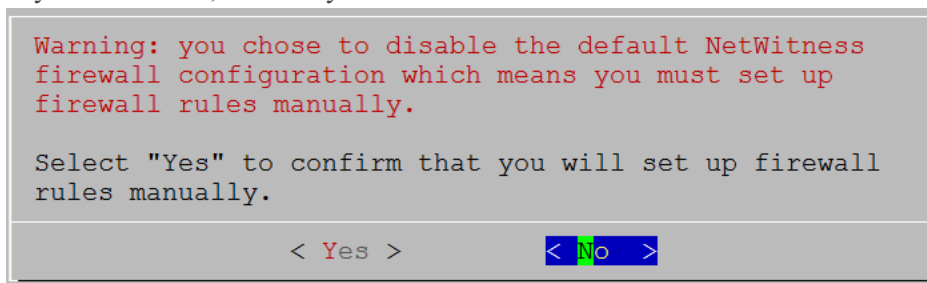 Warning: you chose to disable the default NetWitness
firewall configuration which means you must set up
firewall rules manually.
Select "Yes" to confirm that you will set up firewall
rules manually.
< Yes > < No >